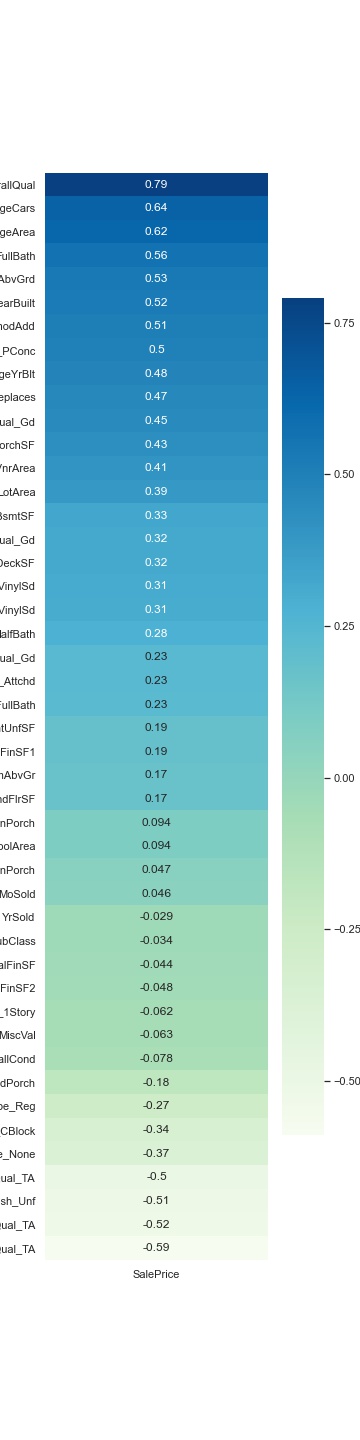 rallQual 0.79
geCars 0.64
geArea 0.62
FullBath 0.56
AbvGrd 0.53
earBuilt 0.52
nodAdd 0.51
_PConc 0.5
geYrBlt 0.48
eplaces 0.47
ual_Gd 0.45
orchSF 0.43
VnrArea 0.41
LotArea 0.39
BsmtSF 0.33
ual_Gd 0.32
DeckSF 0.32
VinylSd 0.31
VinylSd 0.31
HalfBath 0.28
ual_Gd 0.23
_Attchd 0.23
FullBath 0.23
tUnfSF 0.19
FinSF1 0.19
nAbvGr 0.17
ndFlrSF 0.17
nPorch 0.094
oolArea 0.094
nPorch 0.047
MoSold 0.046
YrSold -0.029
ubClass -0.034
alFinSF -0.044
FinSF2 -0.048
_1Story -0.062
MiscVal -0.063
allCond -0.078
dPorch -0.18
pe_Reg -0.27
CBlock -0.34
e_None -0.37
ual_TA -0.5
sh_Unf -0.51
Qual_TA -0.52
Qual_TA -0.59
SalePrice
0.75
0.50
0.25
0.00
-0.25
-0.50